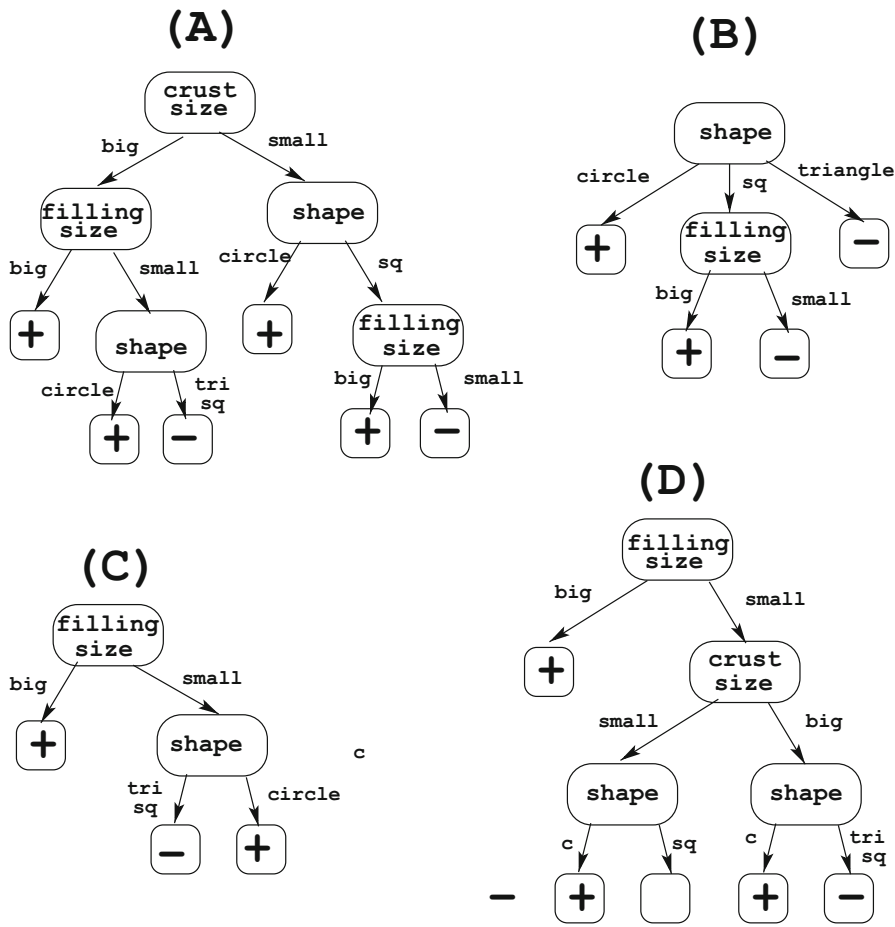 (A)
crust
size
big
small
filling
size
shape
big
small
circle
sq
+
shape
+
filling
size
circle
tri
sq
big
small
+
−
+
−
(B)
shape
circle
sq
triangle
+
filling
size
−
big
small
+
−
(C)
filling
size
big
small
+
shape
c
tri
sq
circle
−
+
(D)
filling
size
big
small
+
crust
size
small
big
shape
shape
c
sq
c
tri
sq
−
+
+
−